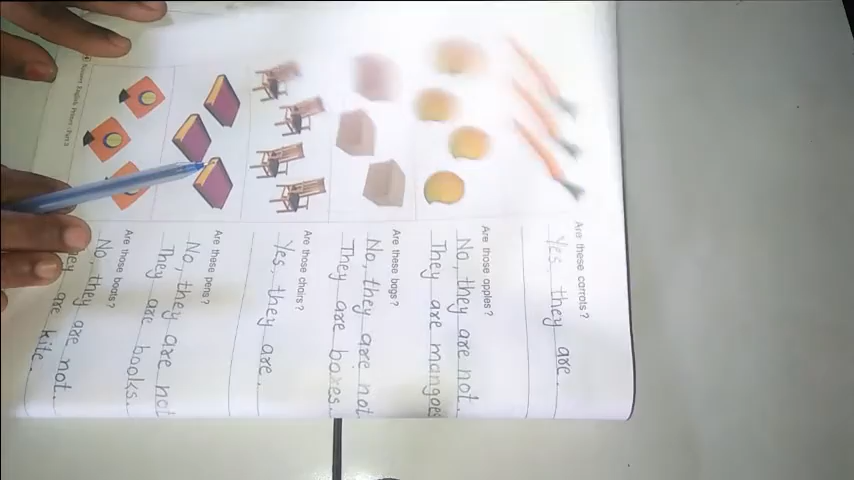 Are these carrots?
Yes, they are.
Are those apples?
No, they are not.
They are mangoes
Are these bags?
No, they are not
They are boxes.
Are those chairs?
Yes, they are.
Are these pens?
No, they are not
They are books.
Are those boats?
No, they are not.
They are kite.